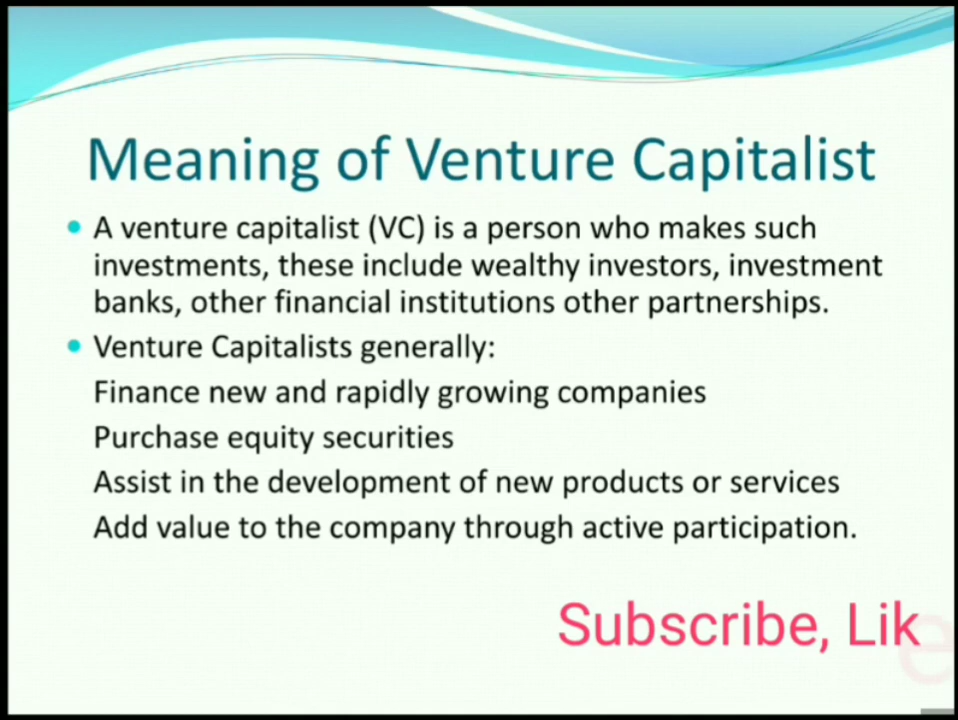 Meaning of Venture Capitalist
• A venture capitalist (VC) is a person who makes such
investments, these include wealthy investors, investment
banks, other financial institutions other partnerships.
• Venture Capitalists generally:
Finance new and rapidly growing companies
Purchase equity securities
Assist in the development of new products or services
Add value to the company through active participation.
Subscribe, Lik
e